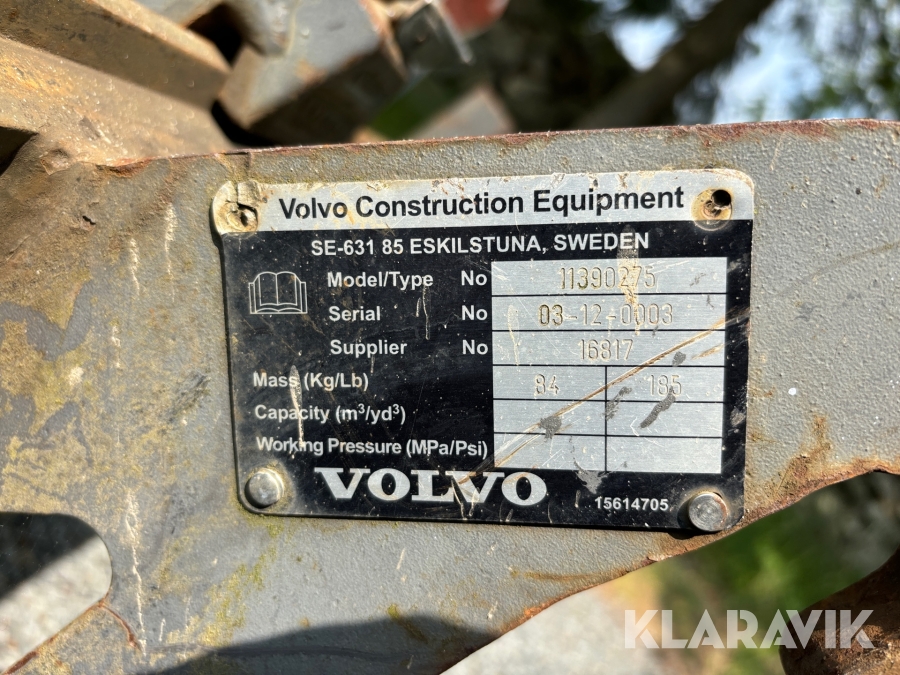 Volvo Construction Equipment
SE-631 85 ESKILSTUNA, SWEDEN
Model/Type No 11390275
Serial No 03-12-0003
Supplier No 16817
Mass (Kg/Lb) 84 185
Capacity (m³/yd³)
Working Pressure (MPa/Psi)
VOLVO 15614705
KLARAVIK